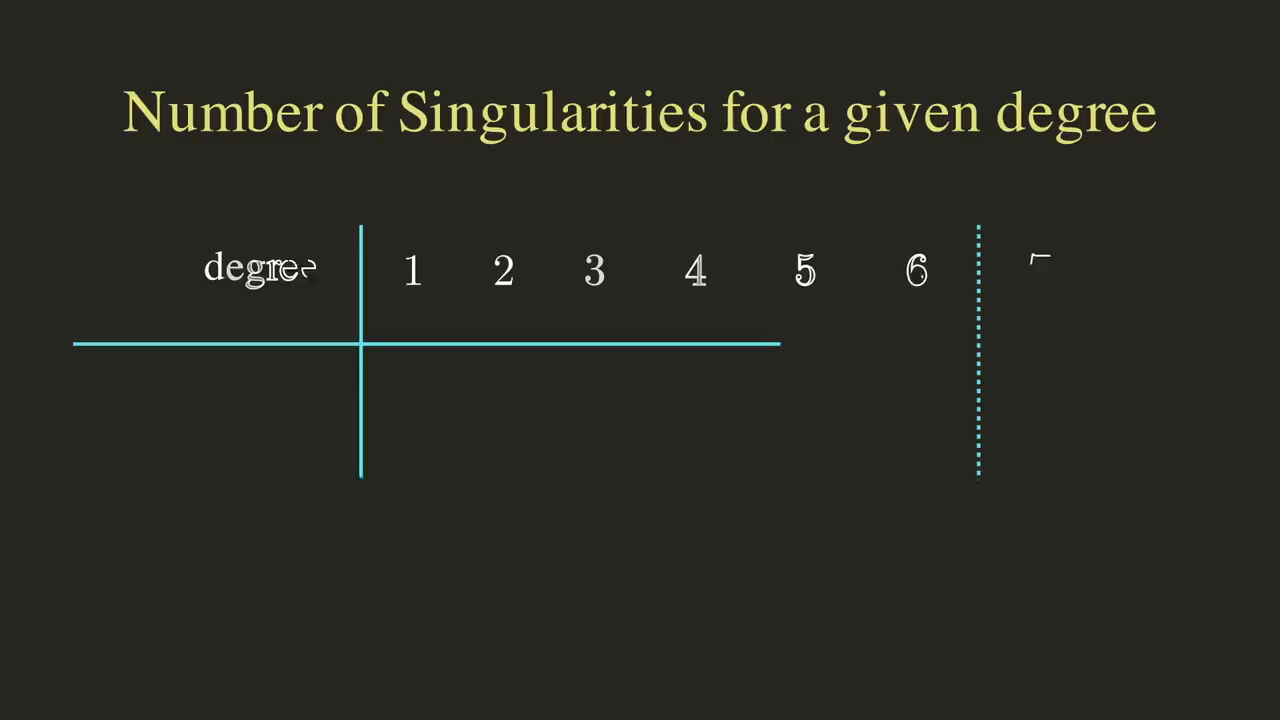 Number of Singularities for a given degree
degree 1 2 3 4 5 6